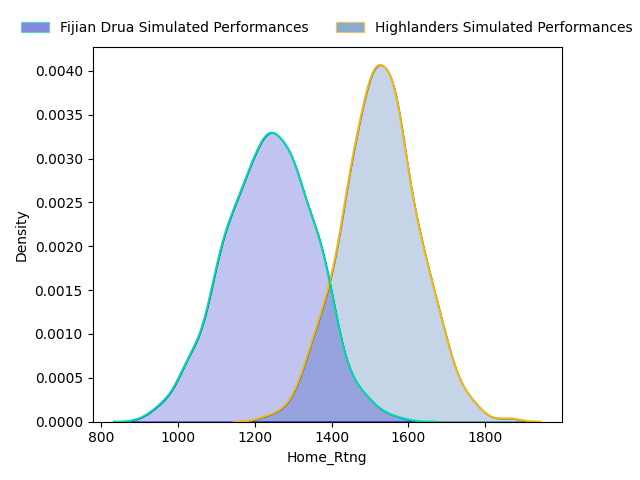 Fijian Drua Simulated Performances Highlanders Simulated Performances
0.0040
0.0035
0.0030
0.0025
0.0020
0.0015
0.0010
0.0005
0.0000
Density
800 1000 1200 1400 1600 1800
Home_Rtng